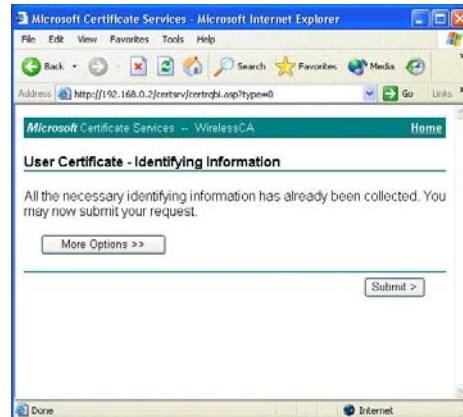 Microsoft Certificate Services - Microsoft Internet Explorer
File Edit View Favorites Tools Help
Back Search Favorites Media
Address http://192.168.0.2/certsrv/certrqbi.asp?type=0 Go Links
Microsoft Certificate Services -- WirelessCA Home
User Certificate - Identifying Information
All the necessary identifying information has already been collected. You
may now submit your request.
More Options >>
Submit >
Done Internet